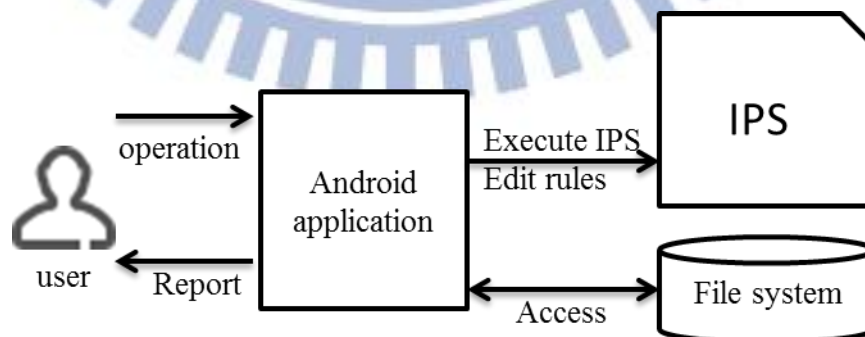 operation
user
Report
Android
application
Execute IPS
Edit rules
Access
IPS
File system